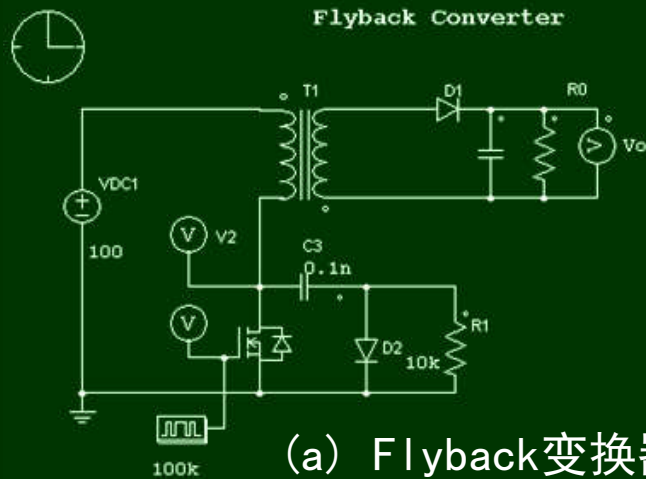 Flyback Converter
T1
D1
R0
Vo
VDC1
100
V
V2
C3
0.1n
V
D2
R1
10k
100k
(a) Flyback变换